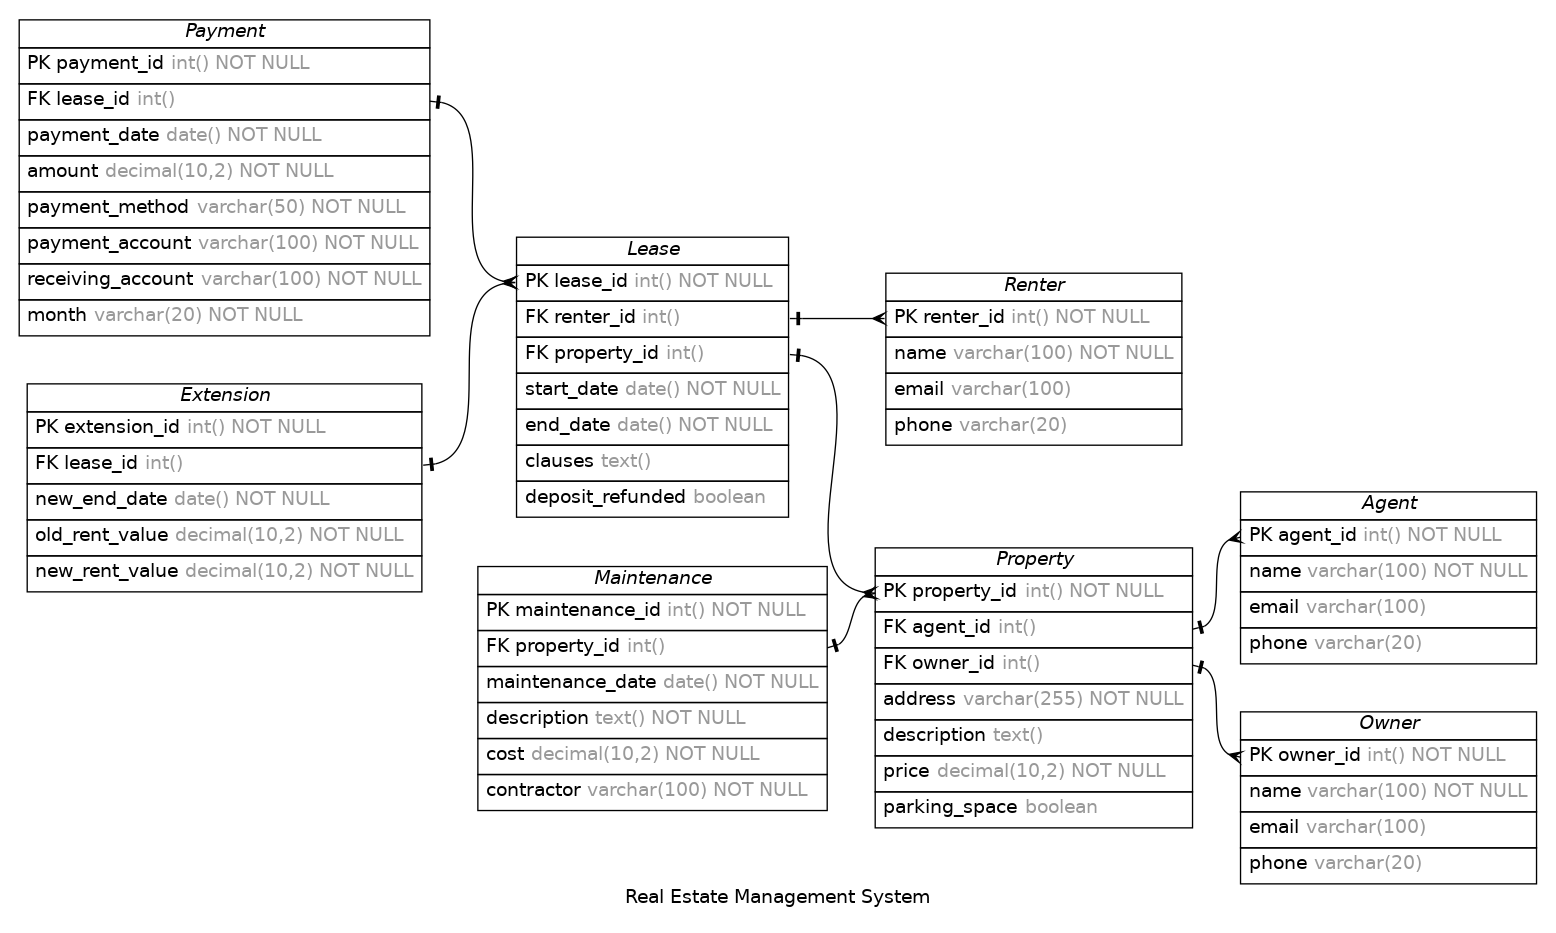 Payment
PK payment_id int() NOT NULL
FK lease_id int()
payment_date date() NOT NULL
amount decimal(10,2) NOT NULL
payment_method varchar(50) NOT NULL
payment_account varchar(100) NOT NULL
receiving_account varchar(100) NOT NULL
month varchar(20) NOT NULL
Extension
PK extension_id int() NOT NULL
FK lease_id int()
new_end_date date() NOT NULL
old_rent_value decimal(10,2) NOT NULL
new_rent_value decimal(10,2) NOT NULL
Lease
PK lease_id int() NOT NULL
FK renter_id int()
FK property_id int()
start_date date() NOT NULL
end_date date() NOT NULL
clauses text()
deposit_refunded boolean
Maintenance
PK maintenance_id int() NOT NULL
FK property_id int()
maintenance_date date() NOT NULL
description text() NOT NULL
cost decimal(10,2) NOT NULL
contractor varchar(100) NOT NULL
Renter
PK renter_id int() NOT NULL
name varchar(100) NOT NULL
email varchar(100)
phone varchar(20)
Property
PK property_id int() NOT NULL
FK agent_id int()
FK owner_id int()
address varchar(255) NOT NULL
description text()
price decimal(10,2) NOT NULL
parking_space boolean
Agent
PK agent_id int() NOT NULL
name varchar(100) NOT NULL
email varchar(100)
phone varchar(20)
Owner
PK owner_id int() NOT NULL
name varchar(100) NOT NULL
email varchar(100)
phone varchar(20)
Real Estate Management System